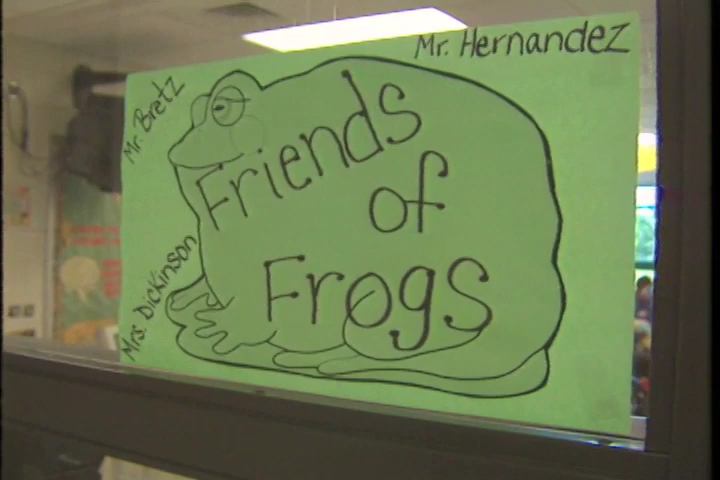 Mr. Hernandez
Mr. Bretz
Friends
of
Frogs
Mrs. Dickinson